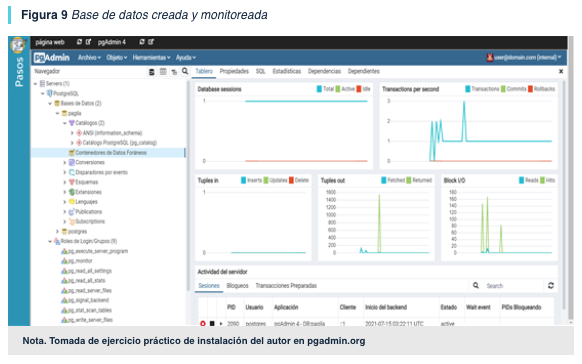 Figura 9 Base de datos creada y monitoreada
Pasos
página web
pgAdmin 4
pgAdmin
Archivo
Objeto
Herramientas
Ayuda
user@domain.com (internal)
Navegador
Tablero
Propiedades
SQL
Estadísticas
Dependencias
Dependientes
Servers (1)
PostgreSQL
Bases de Datos (2)
pagila
Catálogos (2)
ANSI (information_schema)
Catálogo PostgreSQL (pg_catalog)
Contenedores de Datos Foráneos
Conversiones
Disparadores por evento
Esquemas
Extensiones
Lenguajes
Publications
Subscriptions
postgres
Roles de Login/Grupos (9)
pg_execute_server_program
pg_monitor
pg_read_all_settings
pg_read_all_stats
pg_read_server_files
pg_signal_backend
pg_stat_scan_tables
pg_write_server_files
Database sessions
Total
Active
Idle
1
0
Transactions per second
Transactions
Commits
Rollbacks
3
2
1
0
Tuples in
Inserts
Updates
Deletes
1
0
Tuples out
Fetched
Returned
1800
1600
1400
1200
1000
800
600
400
200
0
Block I/O
Reads
Hits
180
160
140
120
100
80
60
40
20
0
Actividad del servidor
Sesiones
Bloqueos
Transacciones Preparadas
Search
PID
Usuario
Aplicación
Cliente
Inicio del backend
Estado
Wait event
PIDs Bloqueando
2090
postgres
pgAdmin 4 - DB:pagila
::1
2021-07-15 03:22:11 UTC
active
Nota. Tomada de ejercicio práctico de instalación del autor en pgadmin.org